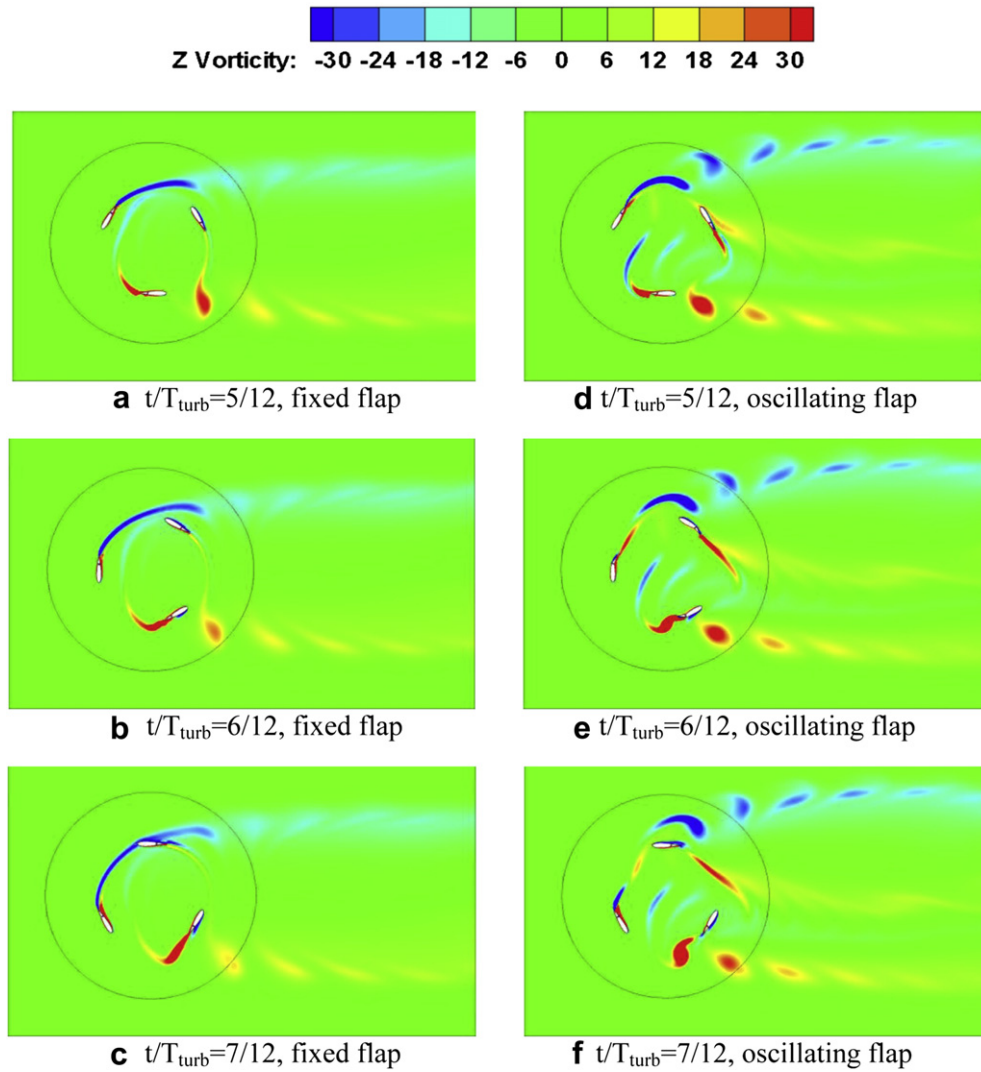 Z Vorticity: -30 -24 -18 -12 -6 0 6 12 18 24 30
a t/Tturb=5/12, fixed flap
d t/Tturb=5/12, oscillating flap
b t/Tturb=6/12, fixed flap
e t/Tturb=6/12, oscillating flap
c t/Tturb=7/12, fixed flap
f t/Tturb=7/12, oscillating flap